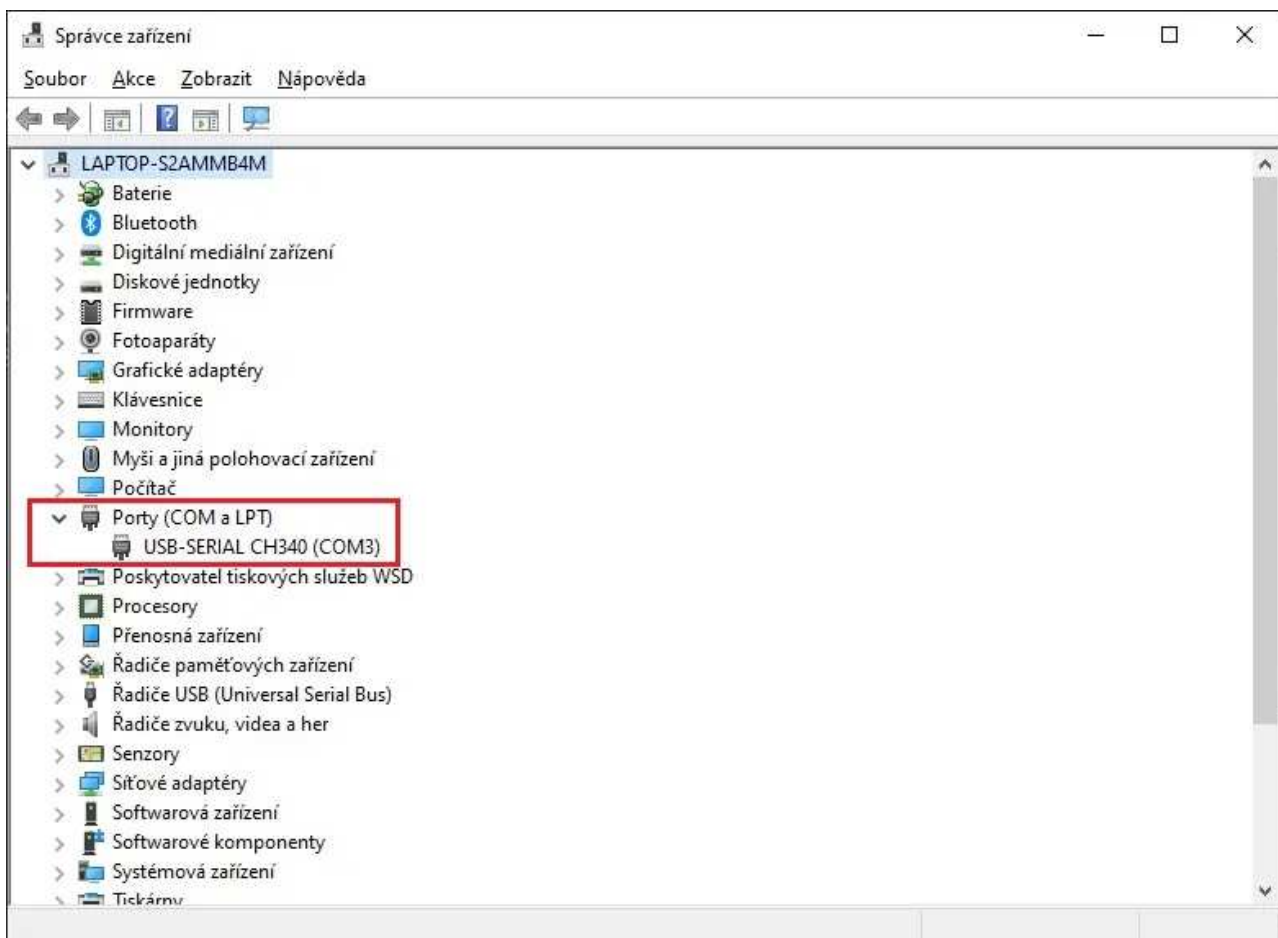 Správce zařízení
Soubor Akce Zobrazit Nápověda
LAPTOP-S2AMMB4M
Baterie
Bluetooth
Digitální mediální zařízení
Diskové jednotky
Firmware
Fotoaparáty
Grafické adaptéry
Klávesnice
Monitory
Myši a jiná polohovací zařízení
Počítač
Porty (COM a LPT)
USB-SERIAL CH340 (COM3)
Poskytovatel tiskových služeb WSD
Procesory
Přenosná zařízení
Řadiče paměťových zařízení
Řadiče USB (Universal Serial Bus)
Řadiče zvuku, videa a her
Senzory
Síťové adaptéry
Softwarová zařízení
Softwarové komponenty
Systémová zařízení
Tiskárny